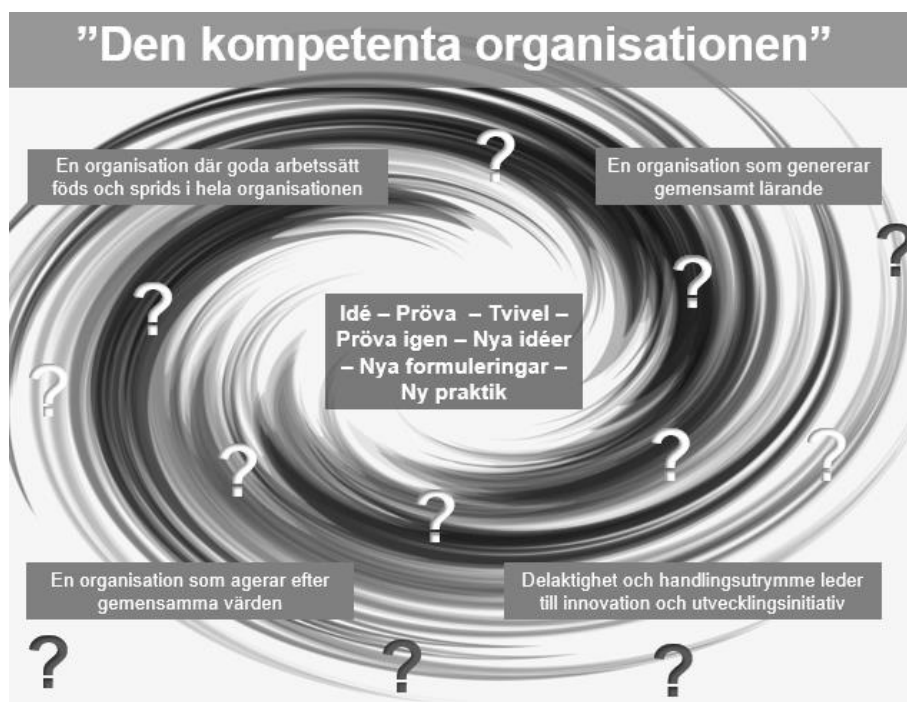 ”Den kompetenta organisationen”
En organisation där goda arbetssätt
föds och sprids i hela organisationen
?
En organisation som genererar
gemensamt lärande
?
?
?
Idé – Pröva – Tvivel –
Pröva igen – Nya idéer
– Nya formuleringar –
Ny praktik
?
?
?
?
?
En organisation som agerar efter
gemensamma värden
Delaktighet och handlingsutrymme leder
till innovation och utvecklingsinitiativ
?
?
?